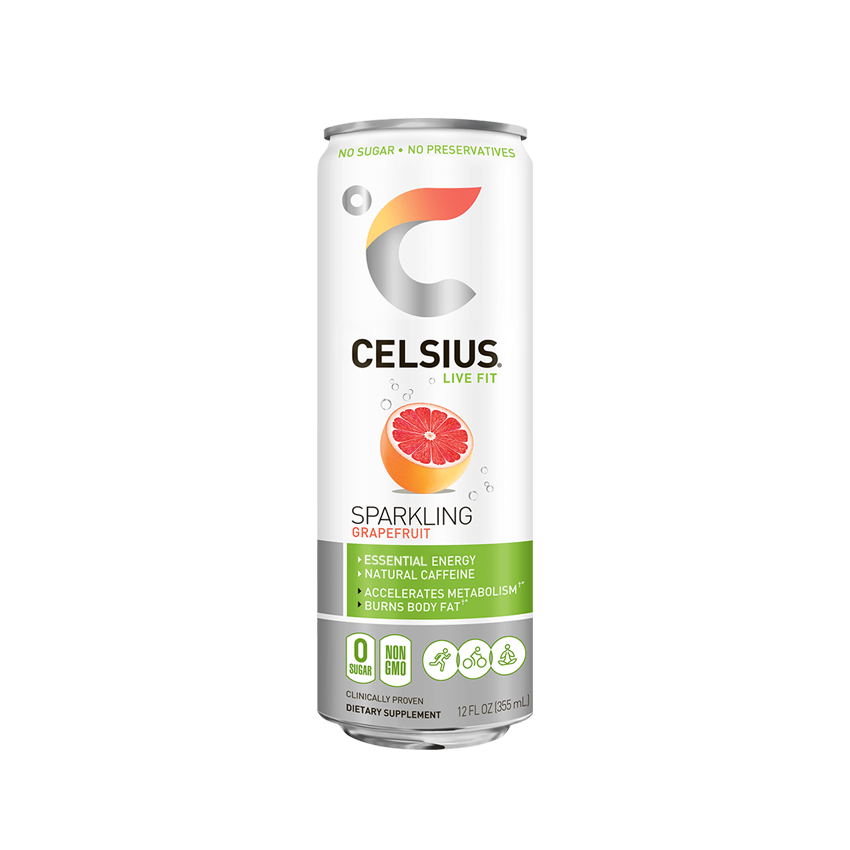 NO SUGAR • NO PRESERVATIVES
CELSIUS®
LIVE FIT
SPARKLING
GRAPEFRUIT
ESSENTIAL ENERGY
NATURAL CAFFEINE
ACCELERATES METABOLISM†*
BURNS BODY FAT†*
0
SUGAR
NON
GMO
CLINICALLY PROVEN
DIETARY SUPPLEMENT
12 FL OZ (355 mL)